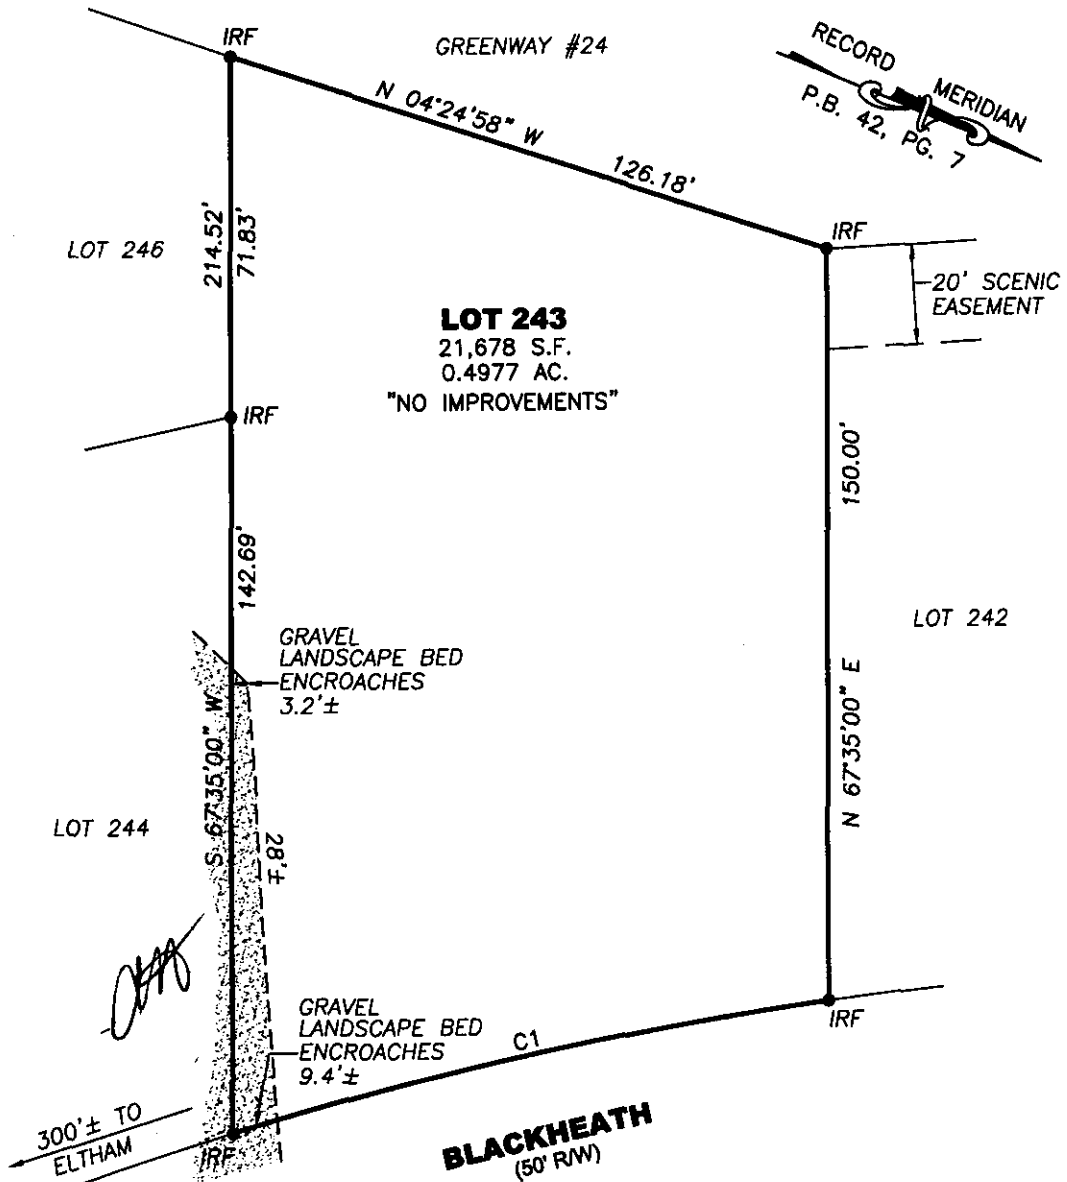 IRF
GREENWAY #24
RECORD MERIDIAN
P.B. 42, PG. 7
N 04°24'58" W 126.18'
IRF
LOT 246
214.52'
71.83'
20' SCENIC
EASEMENT
LOT 243
21,678 S.F.
0.4977 AC.
"NO IMPROVEMENTS"
IRF
150.00'
142.69'
LOT 242
GRAVEL
LANDSCAPE BED
ENCROACHES
3.2'±
S 67°35'00" W
N 67°35'00" E
LOT 244
28'±
GRAVEL
LANDSCAPE BED
ENCROACHES
9.4'±
IRF
C1
300'± TO
ELTHAM
IRF
BLACKHEATH
(50' R/W)